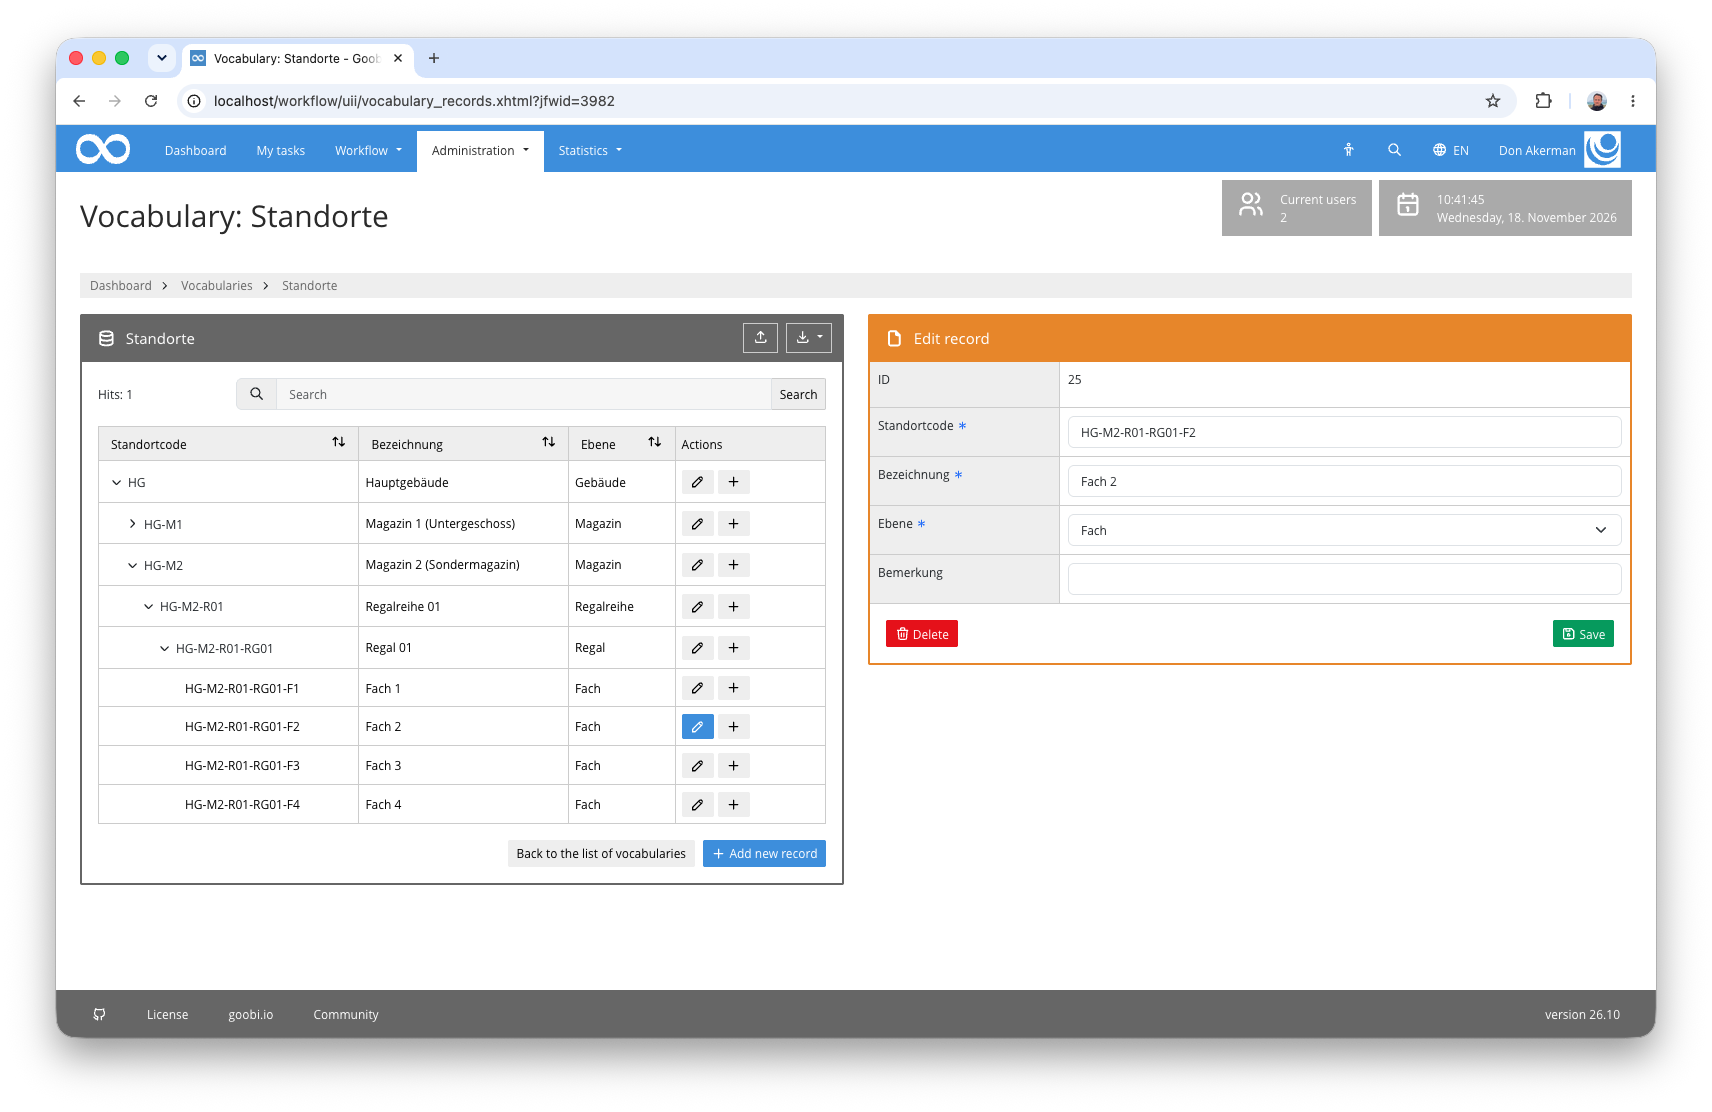 Vocabulary: Standorte - Goob
localhost/workflow/uii/vocabulary_records.xhtml?jfwid=3982
Dashboard My tasks Workflow Administration Statistics EN Don Akerman
Vocabulary: Standorte
Current users
2
10:41:45
Wednesday, 18. November 2026
Dashboard Vocabularies Standorte
Standorte
Hits: 1 Search Search
Standortcode Bezeichnung Ebene Actions
HG Hauptgebäude Gebäude
HG-M1 Magazin 1 (Untergeschoss) Magazin
HG-M2 Magazin 2 (Sondermagazin) Magazin
HG-M2-R01 Regalreihe 01 Regalreihe
HG-M2-R01-RG01 Regal 01 Regal
HG-M2-R01-RG01-F1 Fach 1 Fach
HG-M2-R01-RG01-F2 Fach 2 Fach
HG-M2-R01-RG01-F3 Fach 3 Fach
HG-M2-R01-RG01-F4 Fach 4 Fach
Back to the list of vocabularies + Add new record
Edit record
ID 25
Standortcode * HG-M2-R01-RG01-F2
Bezeichnung * Fach 2
Ebene * Fach
Bemerkung
Delete Save
License goobi.io Community version 26.10